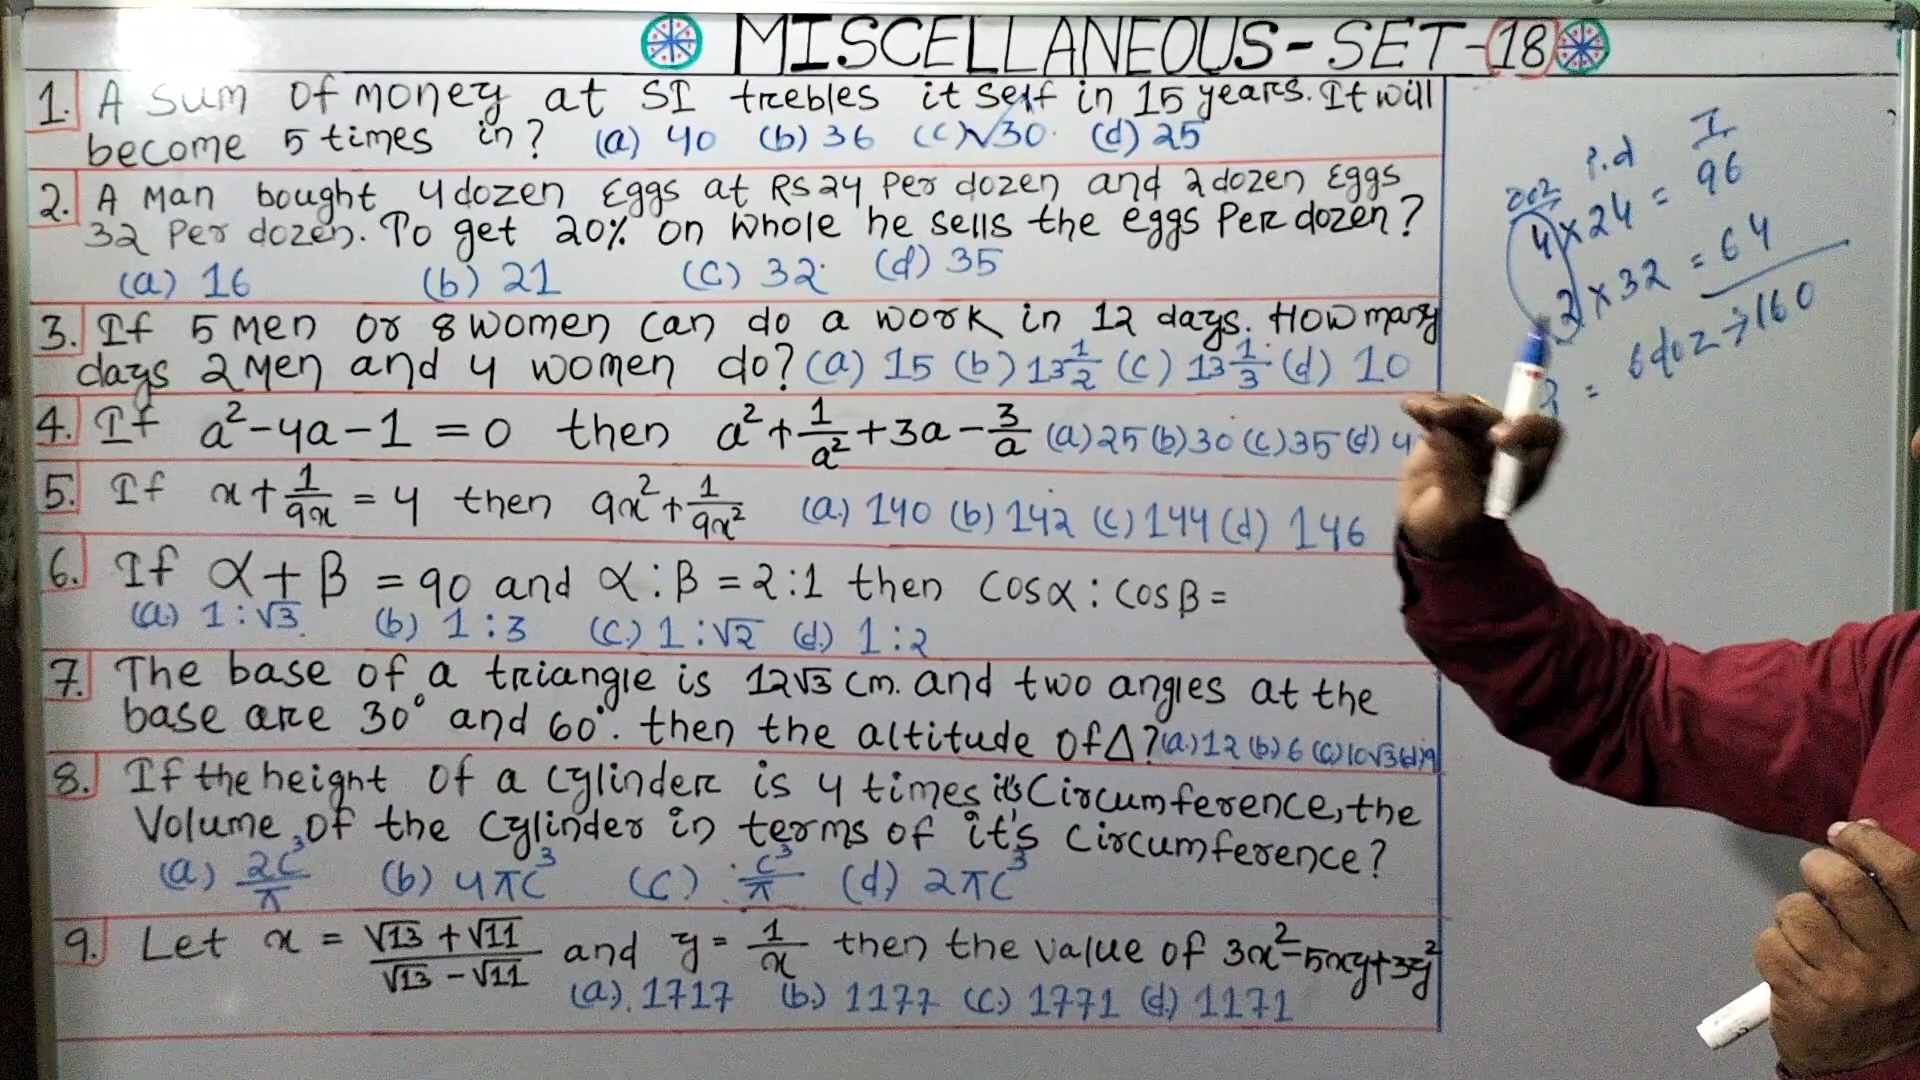 MISCELLANEOUS-SET-18
1. A Sum of money at SI trebles it self in 15 years. It will
become 5 times in? (a) 40 (b) 36 (c) √30 (d) 25
2. A Man bought 4 dozen Eggs at RS 24 Per dozen and 2 dozen Eggs
32 Per dozen. To get 20% on whole he sells the eggs Per dozen?
(a) 16 (b) 21 (c) 32 (d) 35
3. If 5 Men or 8 women can do a work in 12 days. How many
days 2 Men and 4 women do? (a) 15 (b) 13 1/2 (c) 13 1/3 (d) 10
4. If a²-4a-1 = 0 then a²+1/a²+3a-3/a (a) 25 (b) 30 (c) 35 (d) 4
5. If x+1/9x = 4 then 9x²+1/9x² (a) 140 (b) 142 (c) 144 (d) 146
6. If α+β = 90 and α:β = 2:1 then Cosα : Cosβ =
(a) 1:√3 (b) 1:3 (c) 1:√2 (d) 1:2
7. The base of a triangle is 12√3 cm. and two angles at the
base are 30° and 60°. then the altitude of Δ? (a) 12 (b) 6 (c) 10√3 (d) 9
8. If the height of a cylinder is 4 times it's Circumference, the
Volume of the Cylinder in terms of it's Circumference?
(a) 2C³/π (b) 4πC³ (c) C³/π (d) 2πC³
9. Let x = √13+√11/√13-√11 and y = 1/x then the value of 3x²-5xy+3y²
(a) 1717 (b) 1177 (c) 1771 (d) 1171
doz P.d I
4 × 24 = 96
2 × 32 = 64
6 doz → 160
=